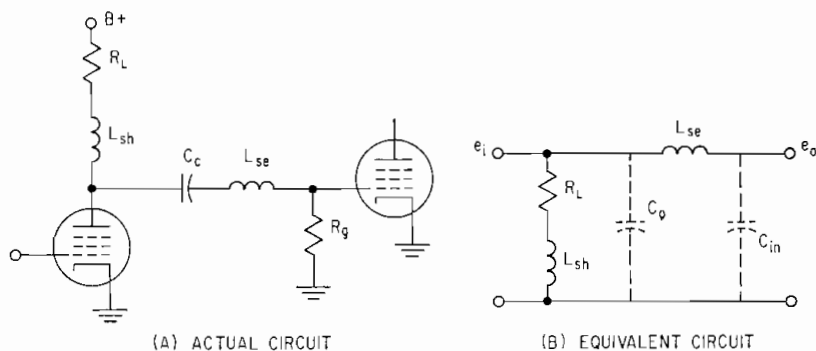 B+
R_L
L_sh
C_c
L_se
R_g
(A) ACTUAL CIRCUIT
e_i
L_se
e_o
R_L
C_o
L_sh
C_in
(B) EQUIVALENT CIRCUIT